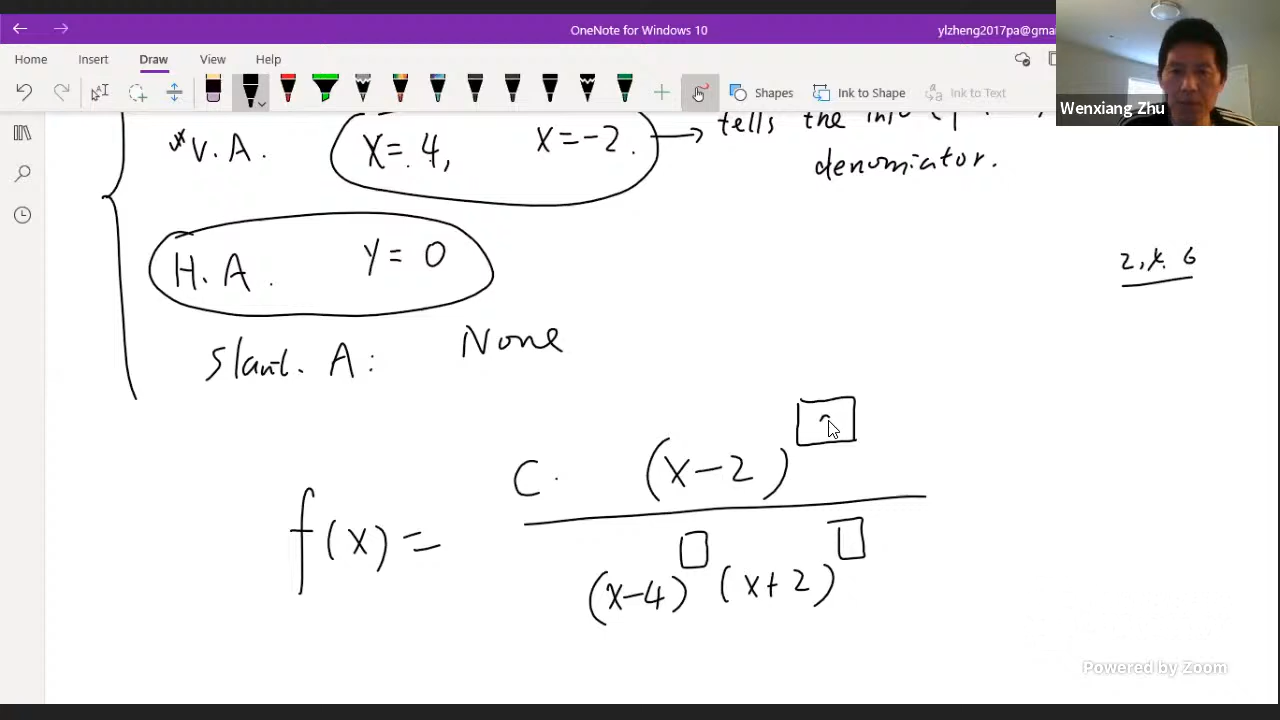 OneNote for Windows 10
ylzheng2017pa@gma
Home Insert Draw View Help
Shapes Ink to Shape Ink to Text
Wenxiang Zhu
V.A. X=4, X=-2. → tells the
denomiator.
H.A. Y=0
2, 6
Slant. A: None
f(x) = C. (x-2)
(x-4) (x+2)
Powered by Zoom